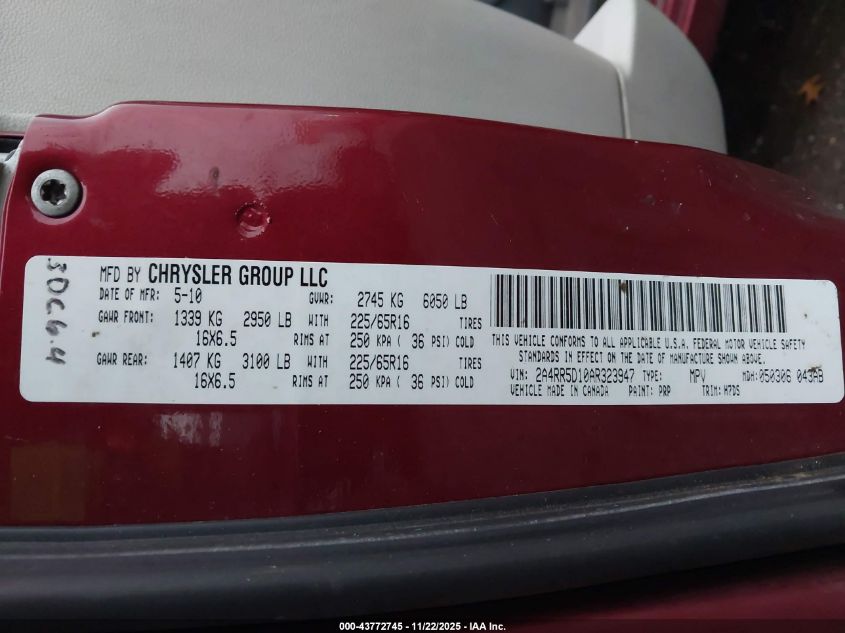 3DC6.4
MFD BY CHRYSLER GROUP LLC
DATE OF MFR: 5-10 GVWR: 2745 KG 6050 LB
GAWR FRONT: 1339 KG 2950 LB WITH 225/65R16 TIRES
16X6.5 RIMS AT 250 KPA ( 36 PSI) COLD
GAWR REAR: 1407 KG 3100 LB WITH 225/65R16 TIRES
16X6.5 RIMS AT 250 KPA ( 36 PSI) COLD
THIS VEHICLE CONFORMS TO ALL APPLICABLE U.S.A. FEDERAL MOTOR VEHICLE SAFETY
STANDARDS IN EFFECT ON THE DATE OF MANUFACTURE SHOWN ABOVE.
VIN: 2A4RR5D10AR323947 TYPE: MPV MDH:050306 043AB
VEHICLE MADE IN CANADA PAINT: PRP TRIM: M7D5
000-43772745 - 11/22/2025 - IAA Inc.